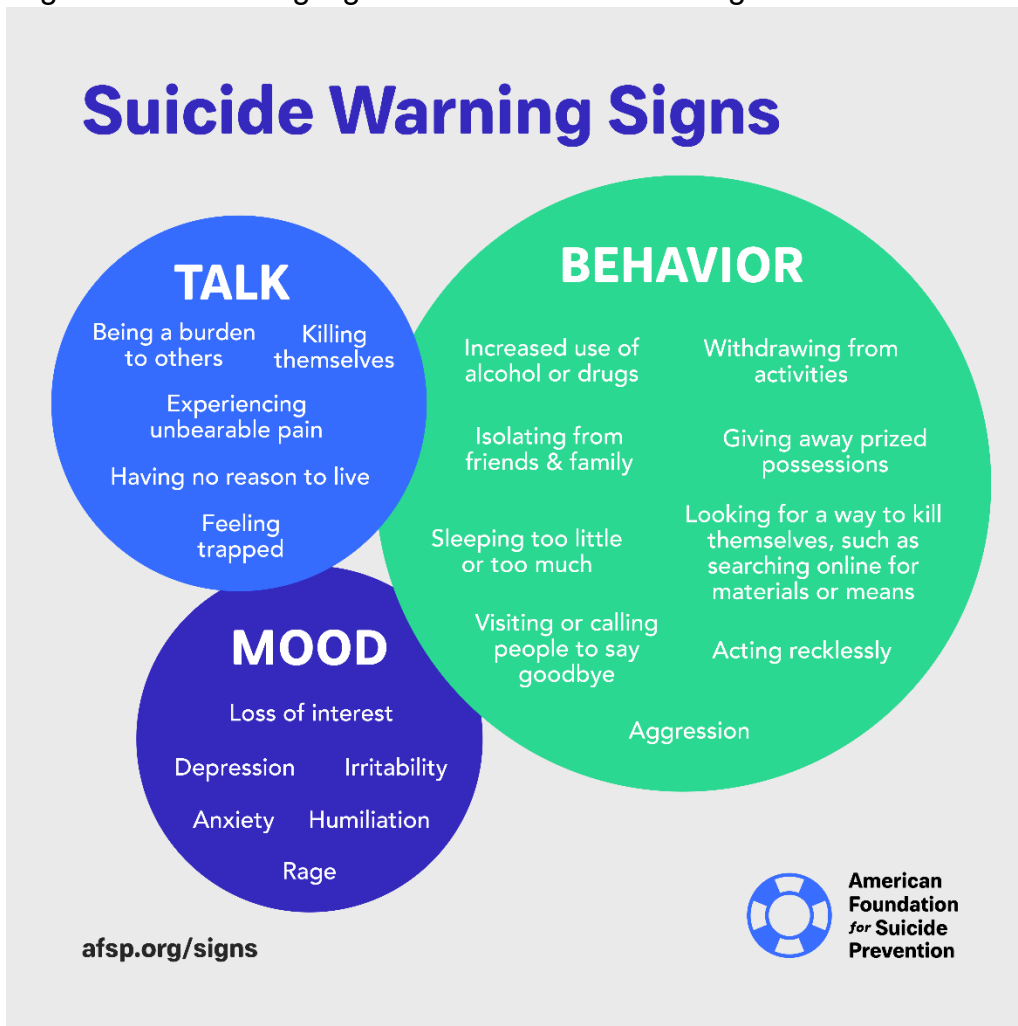 Suicide Warning Signs
TALK
Being a burden
to others
Killing
themselves
Experiencing
unbearable pain
Having no reason to live
Feeling
trapped
BEHAVIOR
Increased use of
alcohol or drugs
Withdrawing from
activities
Isolating from
friends & family
Giving away prized
possessions
Sleeping too little
or too much
Looking for a way to kill
themselves, such as
searching online for
materials or means
Visiting or calling
people to say
goodbye
Acting recklessly
Aggression
MOOD
Loss of interest
Depression
Irritability
Anxiety
Humiliation
Rage
afsp.org/signs
American
Foundation
for Suicide
Prevention